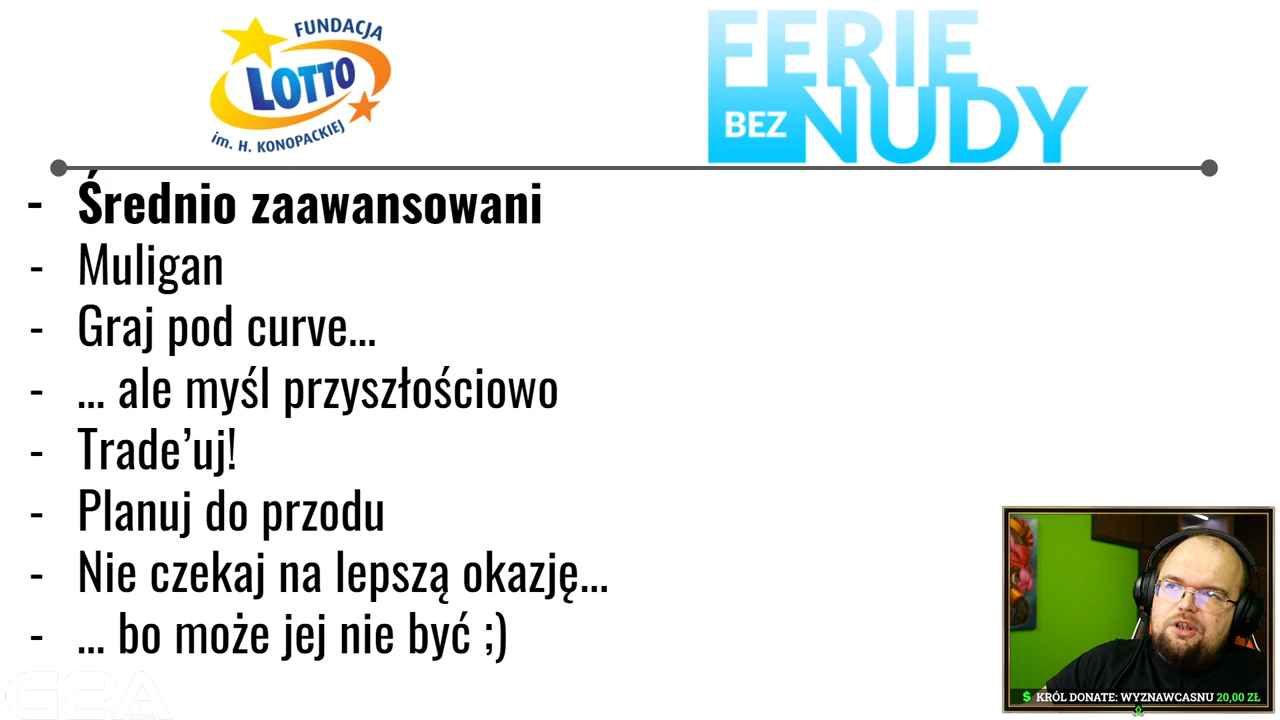 FUNDACJA
LOTTO
im. H. KONOPACKIEJ
FERIE
BEZ NUDY
- Średnio zaawansowani
- Muligan
- Graj pod curve...
- ... ale myśl przyszłościowo
- Trade’uj!
- Planuj do przodu
- Nie czekaj na lepszą okazję...
- ... bo może jej nie być ;)
G2A
$ KRÓL DONATE: WYZNAWCASNU 20,00 ZŁ